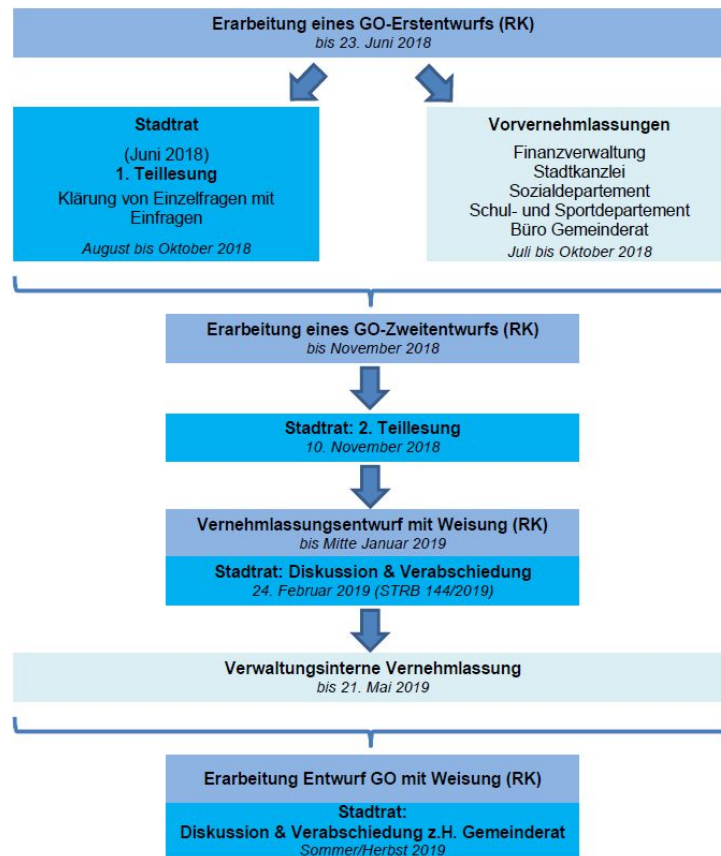 Erarbeitung eines GO-Erstentwurfs (RK)
bis 23. Juni 2018
Stadtrat
(Juni 2018)
1. Teillesung
Klärung von Einzelfragen mit
Einfragen
August bis Oktober 2018
Vorvernehmlassungen
Finanzverwaltung
Stadtkanzlei
Sozialdepartement
Schul- und Sportdepartement
Büro Gemeinderat
Juli bis Oktober 2018
Erarbeitung eines GO-Zweitentwurfs (RK)
bis November 2018
Stadtrat: 2. Teillesung
10. November 2018
Vernehmlassungsentwurf mit Weisung (RK)
bis Mitte Januar 2019
Stadtrat: Diskussion & Verabschiedung
24. Februar 2019 (STRB 144/2019)
Verwaltungsinterne Vernehmlassung
bis 21. Mai 2019
Erarbeitung Entwurf GO mit Weisung (RK)
Stadtrat:
Diskussion & Verabschiedung z.H. Gemeinderat
Sommer/Herbst 2019